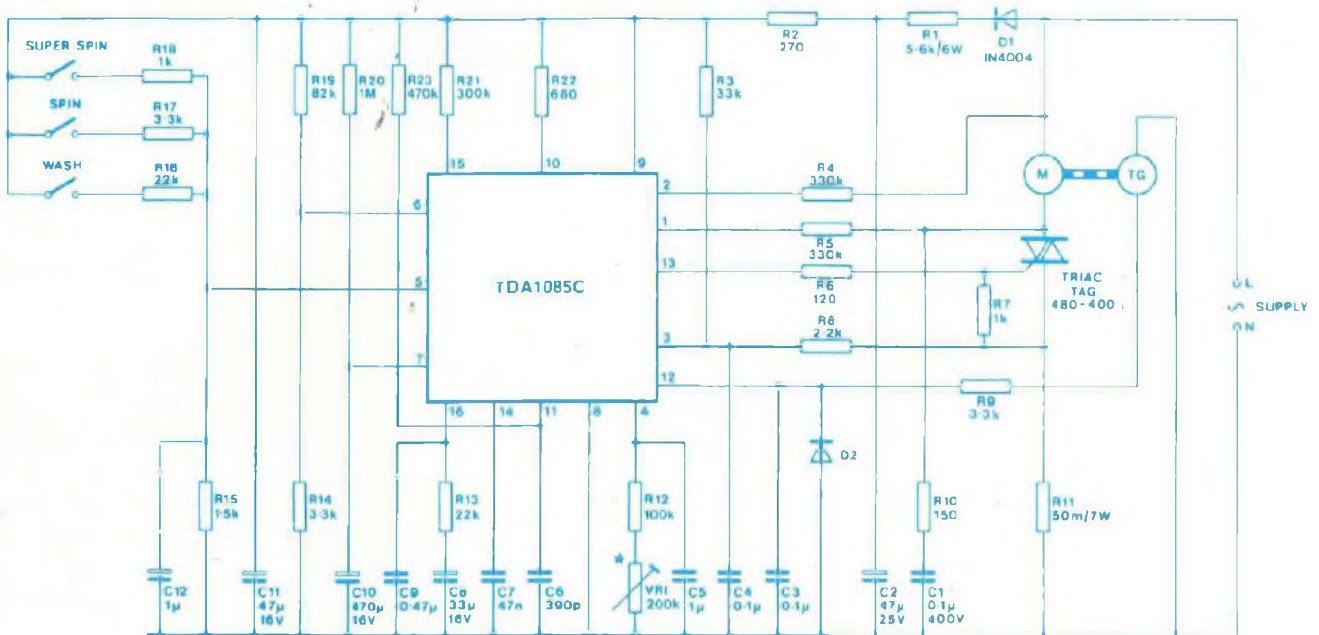 SUPER SPIN
R18
1k
SPIN
R17
3·3k
WASH
R16
22k
R19
82k
R20
1M
R23
470k
R21
300k
R22
680
R3
33k
R2
270
R1
5·6k/6W
D1
IN4004
15
10
9
2
6
1
13
5
3
7
12
16
14
11
8
4
TDA1085C
R4
330k
R5
330k
R6
120
R8
2·2k
R7
1k
R9
3·3k
M
TG
TRIAC
TAG
480-400
L
SUPPLY
N
D2
R15
1·5k
R14
3·3k
R13
22k
R12
100k
R10
150
R11
50m/7W
*
VR1
200k
C12
1µ
C11
47µ
16V
C10
470µ
16V
C9
0·47µ
C8
33µ
16V
C7
47n
C6
390p
C5
1µ
C4
0·1µ
C3
0·1µ
C2
47µ
25V
C1
0·1µ
400V